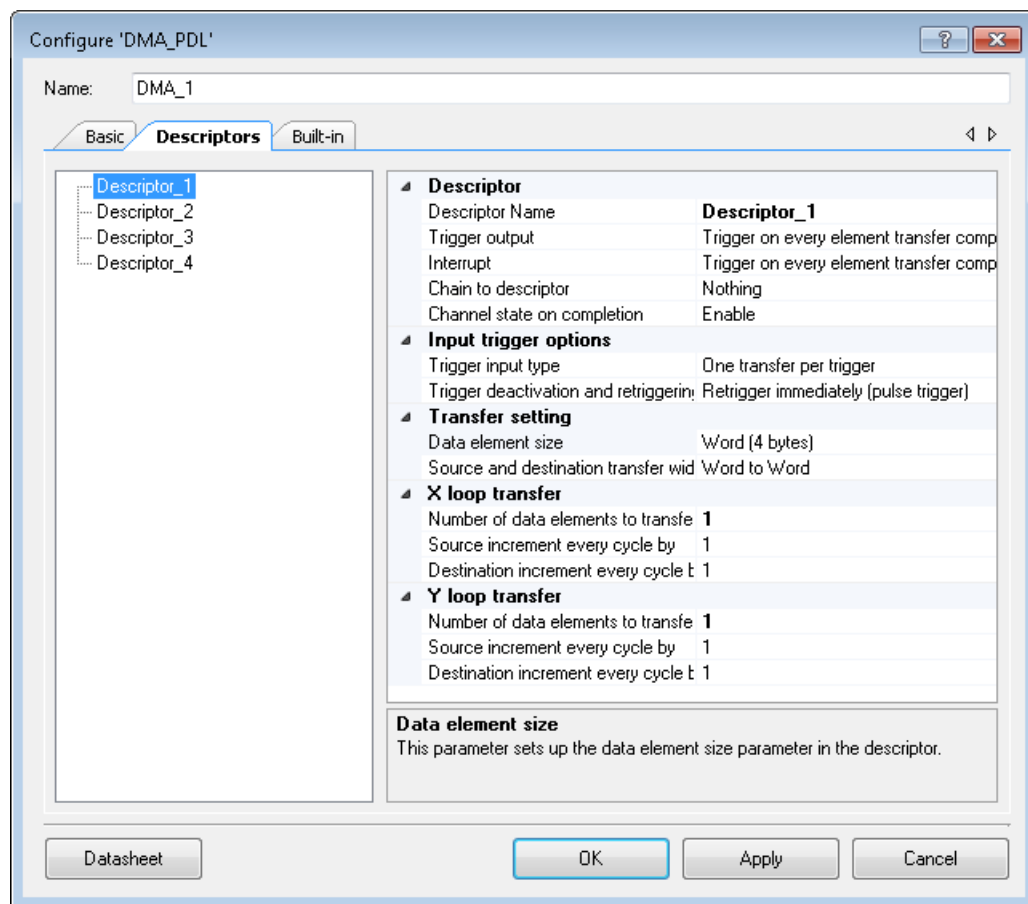 Configure 'DMA_PDL'
Name: DMA_1
Basic Descriptors Built-in
Descriptor_1
Descriptor_2
Descriptor_3
Descriptor_4
Descriptor
Descriptor Name Descriptor_1
Trigger output Trigger on every element transfer comp
Interrupt Trigger on every element transfer comp
Chain to descriptor Nothing
Channel state on completion Enable
Input trigger options
Trigger input type One transfer per trigger
Trigger deactivation and retriggering Retrigger immediately (pulse trigger)
Transfer setting
Data element size Word (4 bytes)
Source and destination transfer wid Word to Word
X loop transfer
Number of data elements to transfe 1
Source increment every cycle by 1
Destination increment every cycle b 1
Y loop transfer
Number of data elements to transfe 1
Source increment every cycle by 1
Destination increment every cycle b 1
Data element size
This parameter sets up the data element size parameter in the descriptor.
Datasheet OK Apply Cancel